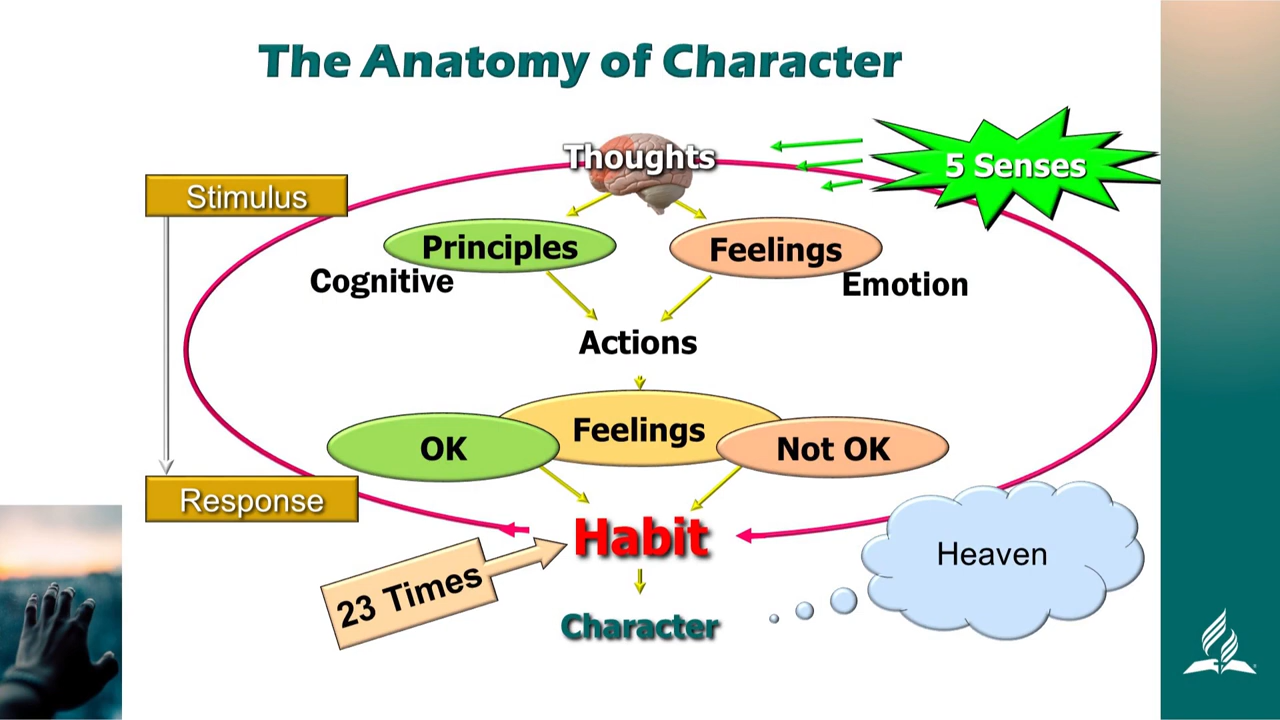 The Anatomy of Character
Thoughts
5 Senses
Stimulus
Principles
Feelings
Cognitive
Emotion
Actions
Feelings
OK
Not OK
Response
Habit
Heaven
23 Times
Character